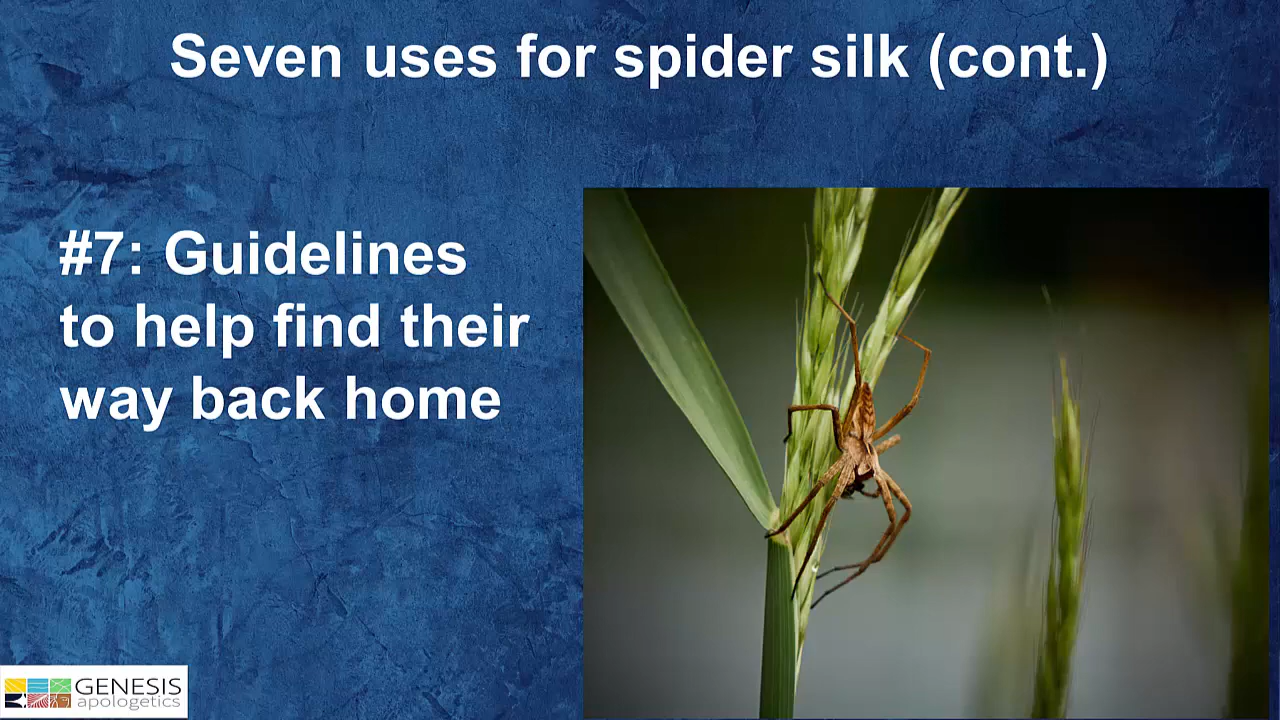 Seven uses for spider silk (cont.)
#7: Guidelines
to help find their
way back home
GENESIS
apologetics